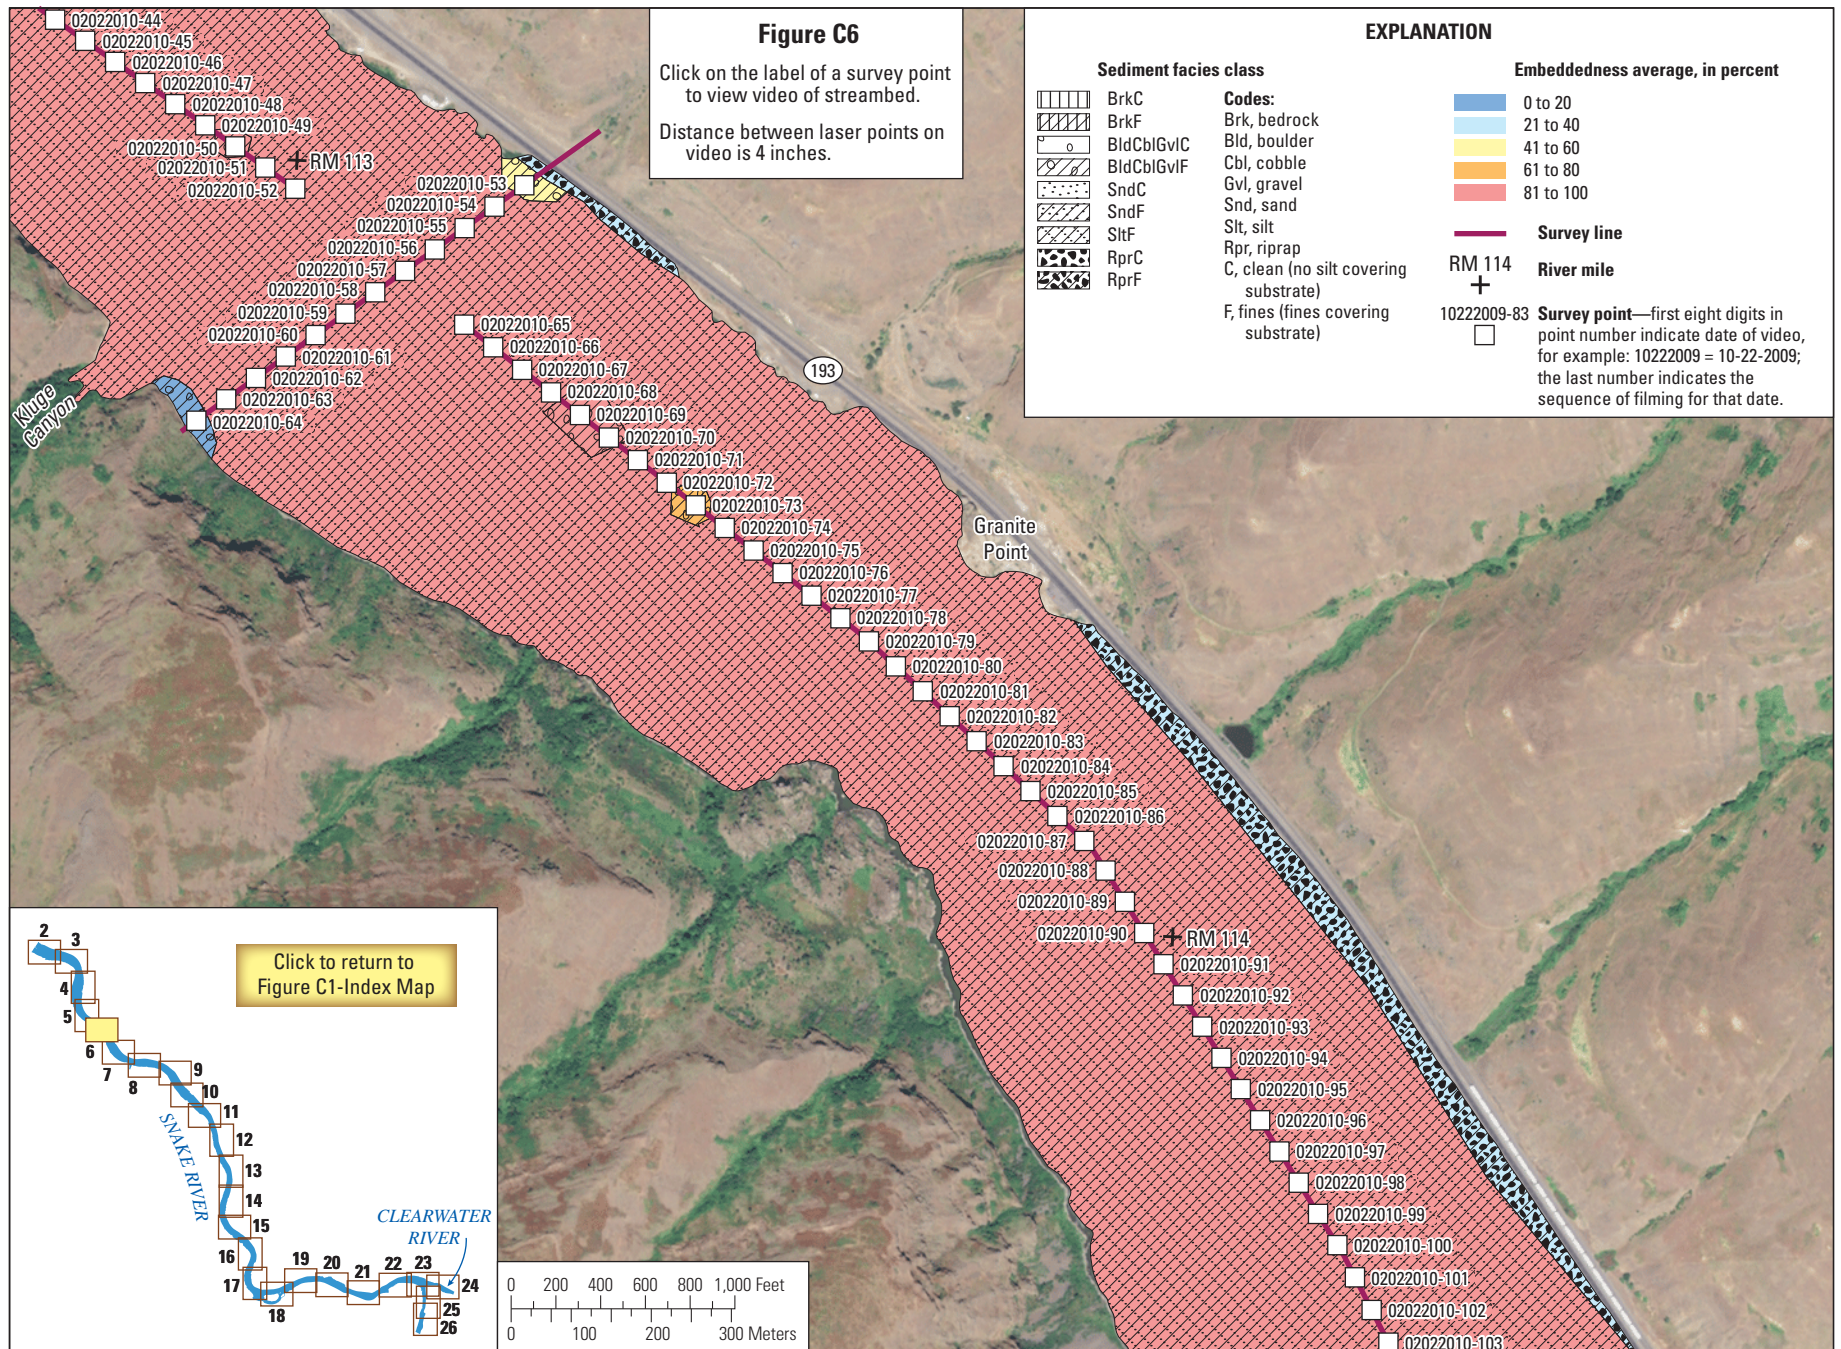 Figure C6
Click on the label of a survey point
to view video of streambed.
Distance between laser points on
video is 4 inches.
EXPLANATION
Sediment facies class
BrkC
BrkF
BldCblGvlC
BldCblGvlF
SndC
SndF
SltF
RprC
RprF
Codes:
Brk, bedrock
Bld, boulder
Cbl, cobble
Gvl, gravel
Snd, sand
Slt, silt
Rpr, riprap
C, clean (no silt covering
substrate)
F, fines (fines covering
substrate)
Embeddedness average, in percent
0 to 20
21 to 40
41 to 60
61 to 80
81 to 100
Survey line
RM 114
River mile
10222009-83
Survey point—first eight digits in
point number indicate date of video,
for example: 10222009 = 10-22-2009;
the last number indicates the
sequence of filming for that date.
02022010-44
02022010-45
02022010-46
02022010-47
02022010-48
02022010-49
02022010-50
02022010-51
RM 113
02022010-52
02022010-53
02022010-54
02022010-55
02022010-56
02022010-57
02022010-58
02022010-59
02022010-60
02022010-61
02022010-62
02022010-63
02022010-64
Kluge
Canyon
193
02022010-65
02022010-66
02022010-67
02022010-68
02022010-69
02022010-70
02022010-71
02022010-72
02022010-73
02022010-74
02022010-75
02022010-76
02022010-77
02022010-78
02022010-79
02022010-80
02022010-81
02022010-82
02022010-83
02022010-84
02022010-85
02022010-86
02022010-87
02022010-88
02022010-89
02022010-90
Granite
Point
RM 114
02022010-91
02022010-92
02022010-93
02022010-94
02022010-95
02022010-96
02022010-97
02022010-98
02022010-99
02022010-100
02022010-101
02022010-102
02022010-103
Click to return to
Figure C1-Index Map
2
3
4
5
6
7
8
9
10
11
12
13
14
15
16
17
18
19
20
21
22
23
24
25
26
SNAKE RIVER
CLEARWATER
RIVER
0 200 400 600 800 1,000 Feet
0 100 200 300 Meters